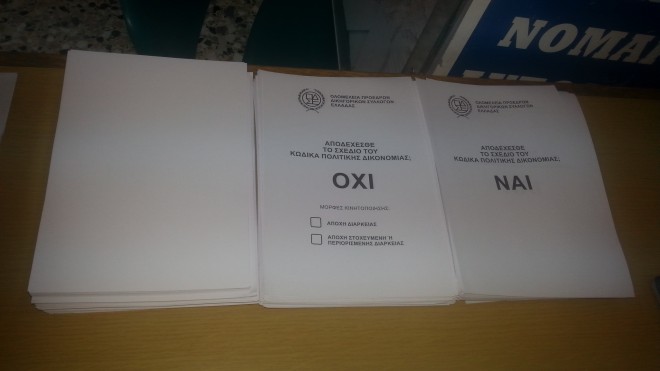 ΝΟΜΑΡ
ΟΛΟΜΕΛΕΙΑ ΠΡΟΕΔΡΩΝ
ΔΙΚΗΓΟΡΙΚΩΝ ΣΥΛΛΟΓΩΝ
ΕΛΛΑΔΑΣ
ΑΠΟΔΕΧΕΣΘΕ
ΤΟ ΣΧΕΔΙΟ ΤΟΥ
ΚΩΔΙΚΑ ΠΟΛΙΤΙΚΗΣ ΔΙΚΟΝΟΜΙΑΣ;
ΟΧΙ
ΜΟΡΦΕΣ ΚΙΝΗΤΟΠΟΙΗΣΗΣ:
ΑΠΟΧΗ ΔΙΑΡΚΕΙΑΣ
ΑΠΟΧΗ ΣΤΟΧΕΥΜΕΝΗ Ή
ΠΕΡΙΟΡΙΣΜΕΝΗΣ ΔΙΑΡΚΕΙΑΣ
ΟΛΟΜΕΛΕΙΑ ΠΡΟΕΔΡΩΝ
ΔΙΚΗΓΟΡΙΚΩΝ ΣΥΛΛΟΓΩΝ
ΕΛΛΑΔΑΣ
ΑΠΟΔΕΧΕΣΘΕ
ΤΟ ΣΧΕΔΙΟ ΤΟΥ
ΚΩΔΙΚΑ ΠΟΛΙΤΙΚΗΣ ΔΙΚΟΝΟΜΙΑΣ;
ΝΑΙ